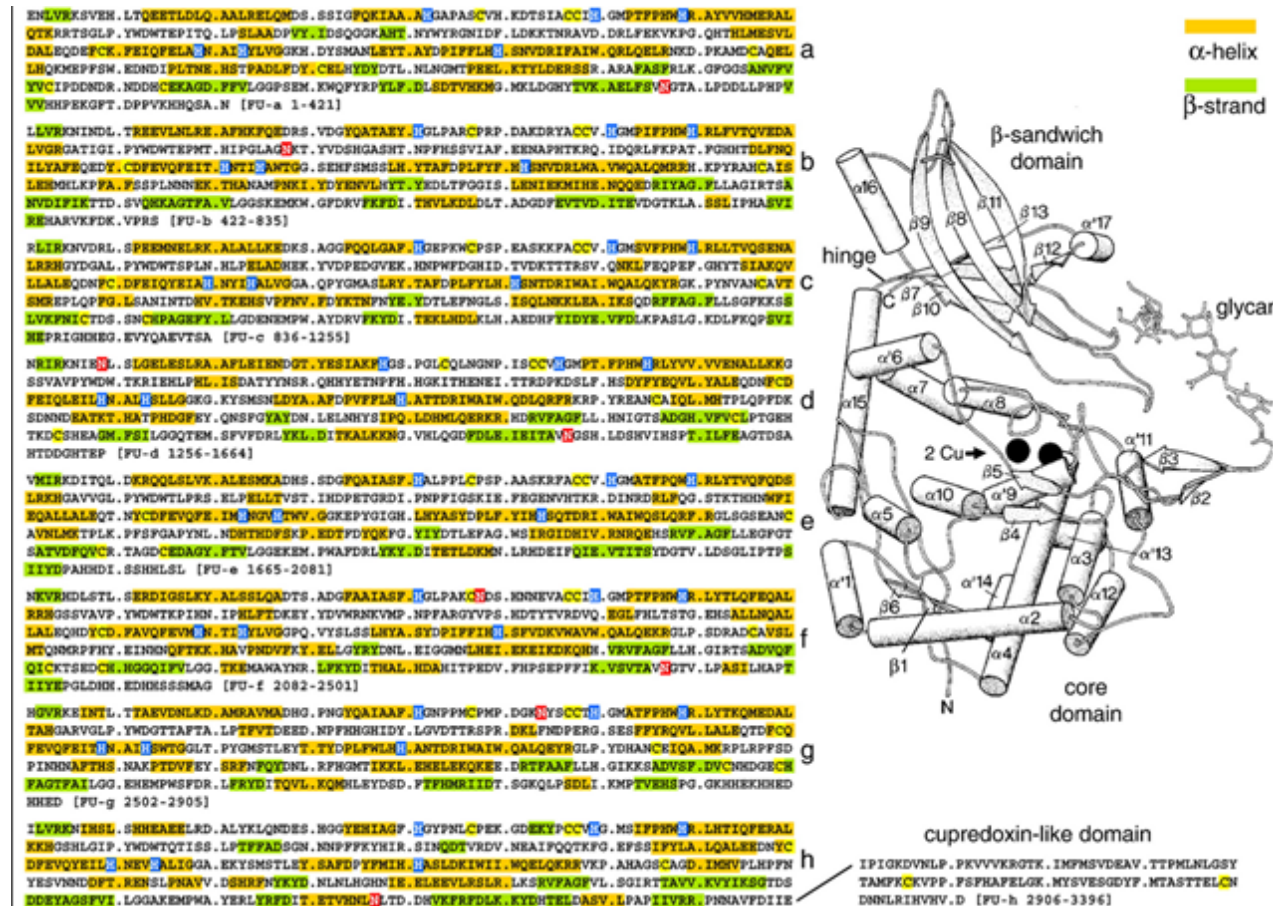 ENLVRKSVEH.LTQEETLDLQ.AALRELQMDS.SSIGFQKIAA.AHGAPASCVH.KDTSIACCIH.GMPTFPHWHR.AYVVHMERAL
QTKRRTSGLP.YWDWTEPITQ.LPSLAADPVY.IDSQGGKAHT.NYWYRGNIDF.LDKKTNRAVD.DRLFEKVKPG.QHTHLMESVL
DALEQDEFCK.FEIQFELAHN.AIHYLVGGKH.DYSMANLEYT.AYDPIFFLHH.SNVDRIFAIW.QRLQELRNKD.PKAMDCAQEL
LHQKMEPFSW.EDNDIPLTNE.HSTPADLFDY.CELHYDYDTL.NLNGMTPEEL.KTYLDERSSR.ARAFASFRLK.GFGGSANVFV
YVCIPDDNDR.NDDHCEKAGD.FFVLGGPSEM.KWQFYRPYLF.DLSDTVHKMG.MKLDGHYTVK.AELFSVNGTA.LPDDLLPHPV
VVHHPEKGFT.DPPVKHHQSA.N [FU-a 1-421]
a
LLVRKNINDL.TREEVLNLRE.AFHKFQEDRS.VDGYQATAEY.HGLPARCPRP.DAKDRYACCV.HGMPIFPHWH.RLFVTQVEDA
LVGRGATIGI.PYWDWTEPMT.HIPGLAGNKT.YVDSHGASHT.NPFHSSVIAF.EENAPHTKRQ.IDQRLFKPAT.FGHHTDLFNQ
ILYAFEQEDY.CDFEVQFEIT.HNTIHAWTGG.SEHFSMSSLH.YTAFDPLFYF.HHSNVDRLWA.VWQALQMRRH.KPYRAHCAIS
LEHMHLKPFA.FSSPLNNNEK.THANAMPNKI.YDYENVLHYT.YEDLTFGGIS.LENIEKMIHE.NQQEDRIYAG.FLLAGIRTSA
NVDIFIKTTD.SVQHKAGTFA.VLGGSKEMKW.GFDRVFKFDI.THVLKDLDLT.ADGDFEVTVD.ITEVDGTKLA.SSLIPHASVI
REHARVKFDK.VPRS [FU-b 422-835]
b
RLIRKNVDRL.SPEEMNELRK.ALALLKEDKS.AGGFQQLGAF.HGEPKWCPSP.EASKKFACCV.HGMSVFPHWH.RLLTVQSENA
LRRHGYDGAL.PYWDWTSPLN.HLPELADHEK.YVDPEDGVEK.HNPWFDGHID.TVDKTTTRSV.QNKLFEQPEF.GHYTSIAKQV
LLALEQDNFC.DFEIQYEIAH.NYIHALVGGA.QPYGMASLRY.TAFDPLFYLH.HSNTDRIWAI.WQALQKYRGK.PYNVANCAVT
SMREPLQPFG.LSANINTDHV.TKEHSVPFNV.FDYKTNFNYE.YDTLEFNGLS.ISQLNKKLEA.IKSQDRFFAG.FLLSGFKKSS
LVKFNICTDS.SNCHPAGEFY.LLGDENEMPW.AYDRVFKYDI.TEKLHDLKLH.AEDHFYIDYE.VFDLKPASLG.KDLFKQPSVI
HEPRIGHHEG.EVYQAEVTSA [FU-c 836-1255]
c
NRIRKNIENL.SLGELESLRA.AFLEIENDGT.YESIAKFHGS.PGLCQLNGNP.ISCCVHGMPT.FPHWHRLYVV.VVENALLKKG
SSVAVPYWDW.TKRIEHLPHL.ISDATYYNSR.QHHYETNPFH.HGKITHENEI.TTRDPKDSLF.HSDYFYEQVL.YALEQDNFCD
FEIQLEILHN.ALHSLLGGKG.KYSMSNLDYA.AFDPVFFLHH.ATTDRIWAIW.QDLQRFRKRP.YREANCAIQL.MHTPLQPFDK
SDNNDEATKT.HATPHDGFEY.QNSFGYAYDN.LELNHYSIPQ.LDHMLQERKR.HDRVFAGFLL.HNIGTSADGH.VFVCLPTGEH
TKDCSHEAGM.FSILGGQTEM.SFVFDRLYKL.DITKALKKNG.VHLQGDFDLE.IEITAVNGSH.LDSHVIHSPT.ILFEAGTDSA
HTDDGHTEP [FU-d 1256-1664]
d
VMIRKDITQL.DKRQQLSLVK.ALESMKADHS.SDGFQAIASF.HALPPLCPSP.AASKRFACCV.HGMATFPQWH.RLYTVQFQDS
LRKHGAVVGL.PYWDWTLPRS.ELPELLTVST.IHDPETGRDI.PNPFIGSKIE.FEGENVHTKR.DINRDRLFQG.STKTHHNWFI
EQALLALEQT.NYCDFEVQFE.IMHNGVHTWV.GGKEPYGIGH.LHYASYDPLF.YIHHSQTDRI.WAIWQSLQRF.RGLSGSEANC
AVNLMKTPLK.PFSFGAPYNL.NDHTHDFSKP.EDTFDYQKFG.YIYDTLEFAG.WSIRGIDHIV.RNRQEHSRVF.AGFLLEGFGT
SATVDFQVCR.TAGDCEDAGY.FTVLGGEKEM.PWAFDRLYKY.DITETLDKMN.LRHDEIFQIE.VTITSYDGTV.LDSGLIPTPS
IIYDPAHHDI.SSHHLSL [FU-e 1665-2081]
e
NKVRHDLSTL.SERDIGSLKY.ALSSLQADTS.ADGFAAIASF.HGLPAKCNDS.HNNEVACCIH.GMPTFPHWHR.LYTLQFEQAL
RRHGSSVAVP.YWDWTKPIHN.IPHLFTDKEY.YDVWRNKVMP.NPFARGYVPS.HDTYTVRDVQ.EGLFHLTSTG.EHSALLNQAL
LALEQHDYCD.FAVQFEVMHN.TIHYLVGGPQ.VYSLSSLHYA.SYDPIFFIHH.SFVDKVWAVW.QALQEKRGLP.SDRADCAVSL
MTQNMRPFHY.EINHNQFTKK.HAVPNDVFKY.ELLGYRYDNL.EIGGMNLHEI.EKEIKDKQHH.VRVFAGFLLH.GIRTSADVQF
QICKTSEDCH.HGGQIFVLGG.TKEMAWAYNR.LFKYDITHAL.HDAHITPEDV.FHPSEPFFIK.VSVTAVNGTV.LPASILHAPT
IIYEPGLDHH.EDHHSSSMAG [FU-f 2082-2501]
f
HGVRKEINTL.TTAEVDNLKD.AMRAVMADHG.PNGYQAIAAF.HGNPPMCPMP.DGKNYSCCTH.GMATFPHWHR.LYTKQMEDAL
TAHGARVGLP.YWDGTTAFTA.LPTFVTDEED.NPFHHGHIDY.LGVDTTRSPR.DKLFNDPERG.SESFFYRQVL.LALEQTDFCQ
FEVQFEITHN.AIHSWTGGLT.PYGMSTLEYT.TYDPLFWLHH.ANTDRIWAIW.QALQEYRGLP.YDHANCEIQA.MKRPLRPFSD
PINHNAFTHS.NAKPTDVFEY.SRFNFQYDNL.RFHGMTIKKL.EHELEKQKEE.DRTFAAFLLH.GIKKSADVSF.DVCNHDGECH
FAGTFAILGG.EHEMPWSFDR.LFRYDITQVL.KQMHLEYDSD.FTFHMRIIDT.SGKQLPSDLI.KMPTVEHSPG.GKHHEKHHED
HHED [FU-g 2502-2905]
g
ILVRKNIHSL.SHHEAEELRD.ALYKLQNDES.HGGYEHIAGF.HGYPNLCPEK.GDEKYPCCVH.GMSIFPHWHR.LHTIQFERAL
KKHGSHLGIP.YWDWTQTISS.LPTFFADSGN.NNPFFKYHIR.SINQDTVRDV.NEAIFQQTKF.GEFSSIFYLA.LQALEEDNYC
DFEVQYEILH.NEVHALIGGA.EKYSMSTLEY.SAFDPYFMIH.HASLDKIWII.WQELQKRRVK.PAHAGSCAGD.IMHVPLHPFN
YESVNNDDFT.RENSLPNAVV.DSHRFNYKYD.NLNLHGHNIE.ELEEVLRSLR.LKSRVFAGFV.LSGIRTTAVV.KVYIKSGTDS
DDEYAGSFVI.LGGAKEMPWA.YERLYRFDIT.ETVHNLNLTD.DHVKFRFDLK.KYDHTELDAS.VLPAPIIVRR.PNNAVFDIIE
h
α-helix
β-strand
β-sandwich
domain
α16
β9
β8
β11
β13
β12
α'17
hinge
C
β7
β10
glycan
α'6
α7
α8
α15
2 Cu
β5
α'11
β3
β2
α10
α'9
α5
β4
α'13
α3
α'1
α'14
β6
α2
α12
β1
α4
N
core
domain
cupredoxin-like domain
IPIGKDVNLP.PKVVVKRGTK.IMFMSVDEAV.TTPMLNLGSY
TAMFKCKVPP.FSFHAFELGK.MYSVESGDYF.MTASTTELCN
DNNLRIHVHV.D [FU-h 2906-3396]